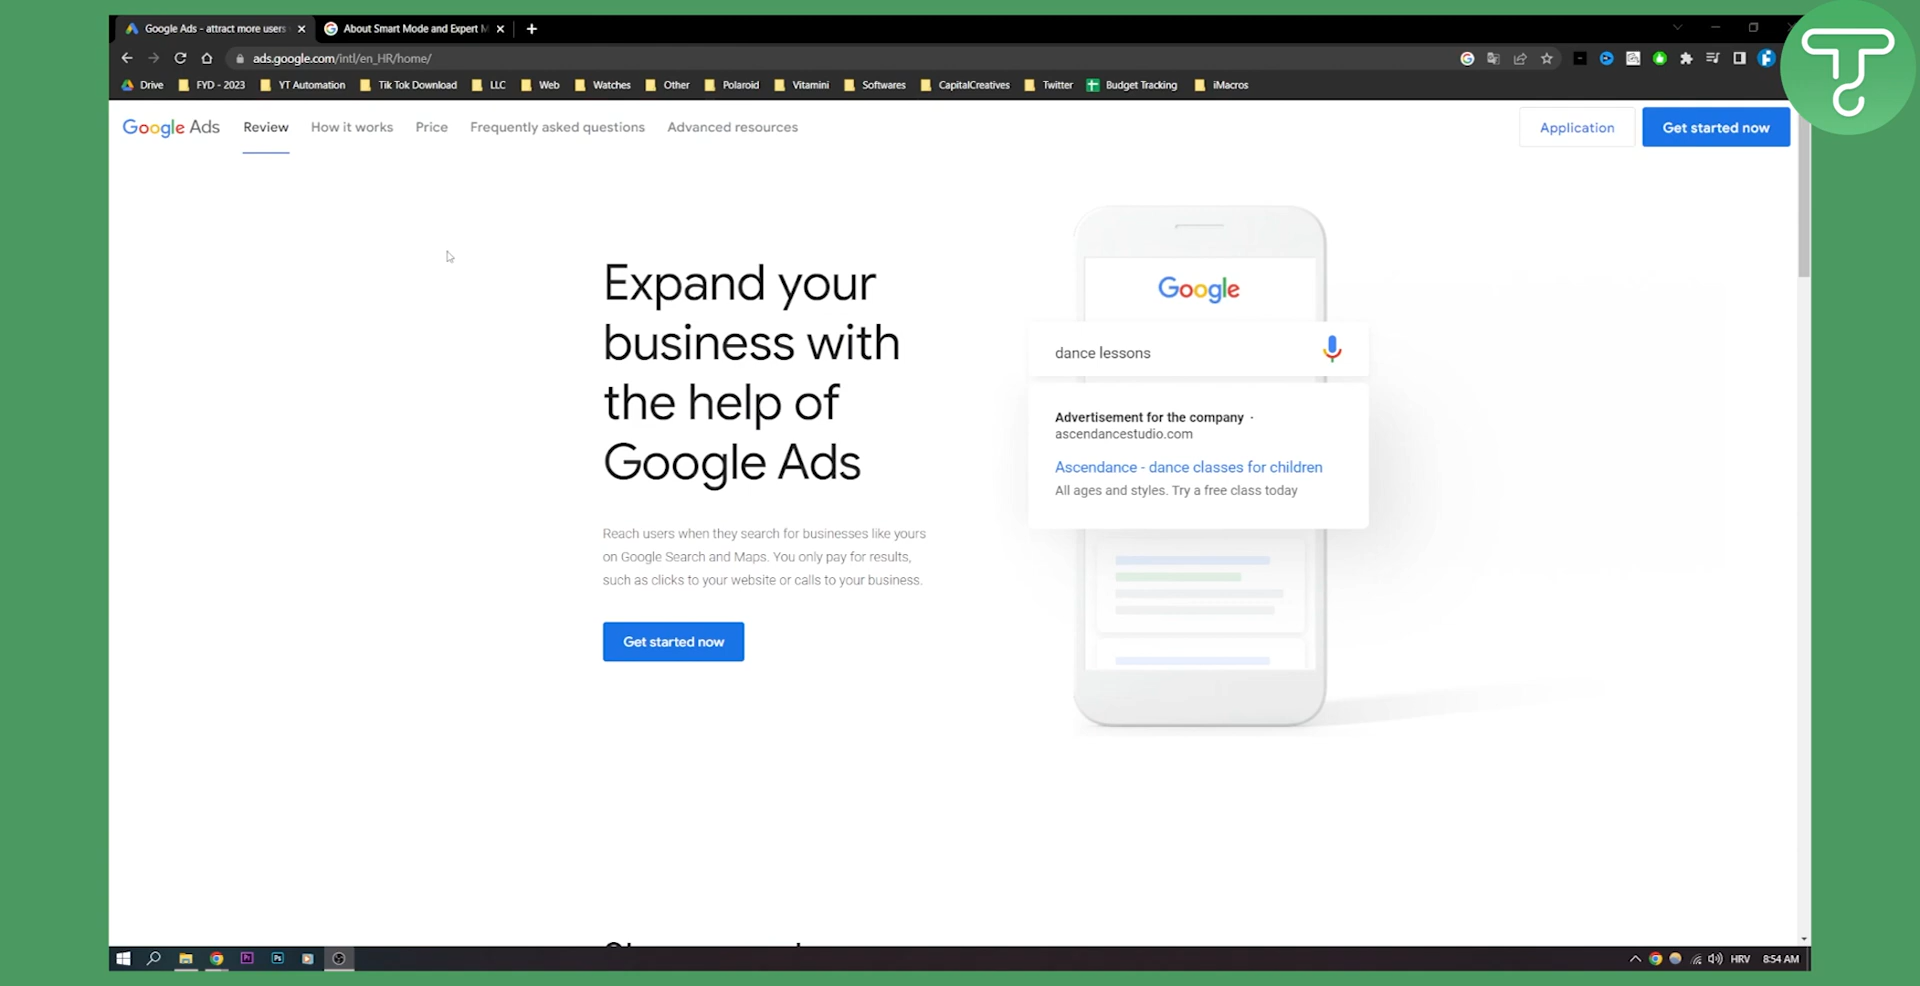 Google Ads - attract more users
About Smart Mode and Expert M
ads.google.com/intl/en_HR/home/
Drive FYD - 2023 YT Automation Tik Tok Download LLC Web Watches Other Polaroid Vitamini Softwares CapitalCreatives Twitter Budget Tracking iMacros
Google Ads Review How it works Price Frequently asked questions Advanced resources Application Get started now
Expand your
business with
the help of
Google Ads
Reach users when they search for businesses like yours
on Google Search and Maps. You only pay for results,
such as clicks to your website or calls to your business.
Get started now
Google
dance lessons
Advertisement for the company ·
ascendancestudio.com
Ascendance - dance classes for children
All ages and styles. Try a free class today
Pr Ps
HRV 8:54 AM